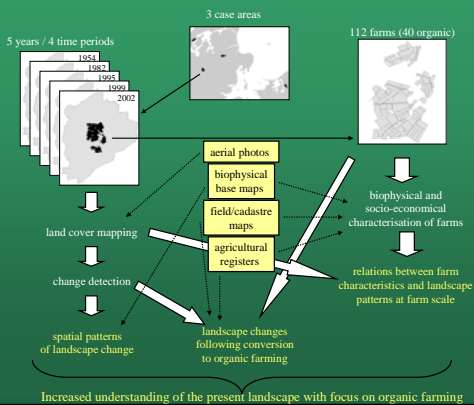 3 case areas
5 years / 4 time periods
112 farms (40 organic)
1954
1982
1995
1999
2002
aerial photos
biophysical
base maps
field/cadastre
maps
agricultural
registers
biophysical and
socio-economical
characterisation of farms
land cover mapping
change detection
relations between farm
characteristics and landscape
patterns at farm scale
spatial patterns
of landscape change
landscape changes
following conversion
to organic farming
Increased understanding of the present landscape with focus on organic farming